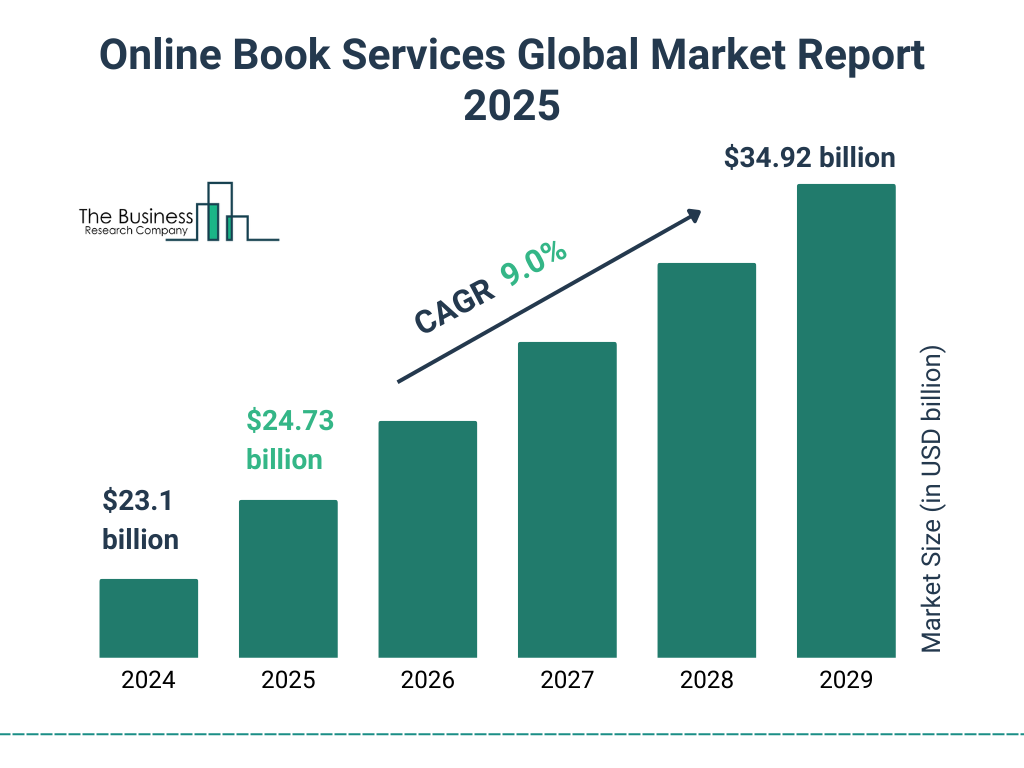 Online Book Services Global Market Report
2025
$34.92 billion
The Business
Research Company
CAGR 9.0%
$24.73
billion
$23.1
billion
Market Size (in USD billion)
2024
2025
2026
2027
2028
2029